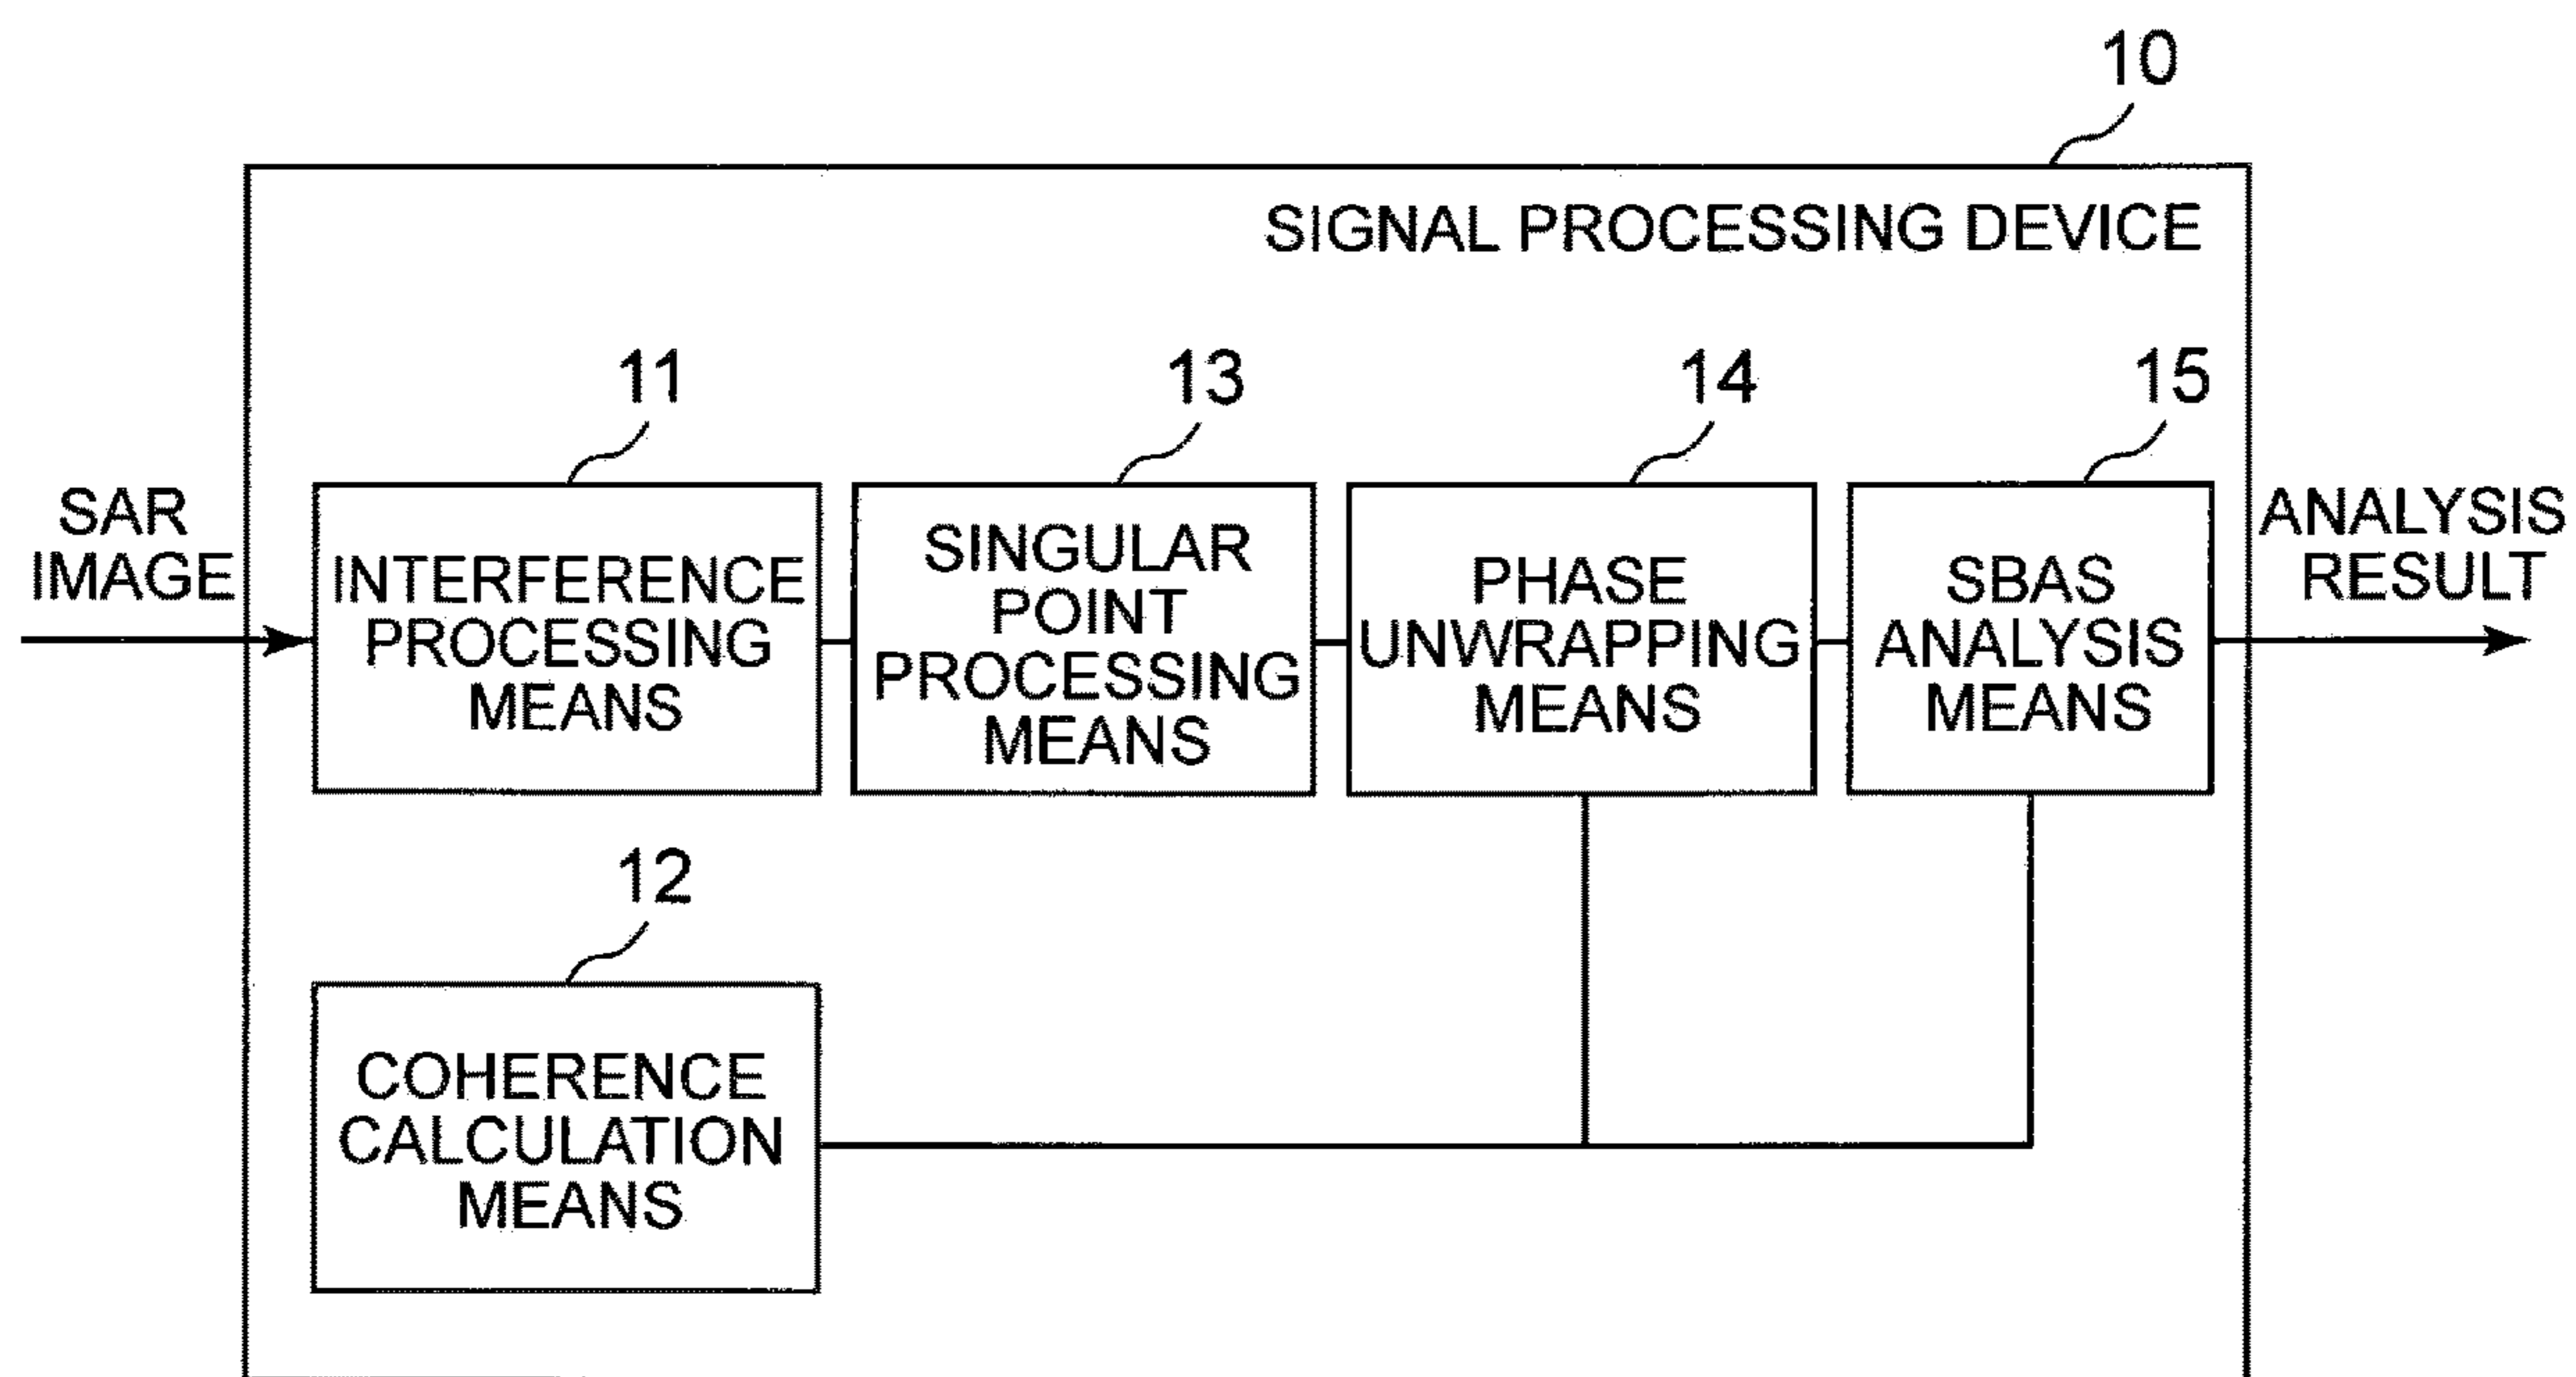 10
SIGNAL PROCESSING DEVICE
11
13
14
15
SAR
IMAGE
INTERFERENCE
PROCESSING
MEANS
SINGULAR
POINT
PROCESSING
MEANS
PHASE
UNWRAPPING
MEANS
SBAS
ANALYSIS
MEANS
ANALYSIS
RESULT
12
COHERENCE
CALCULATION
MEANS